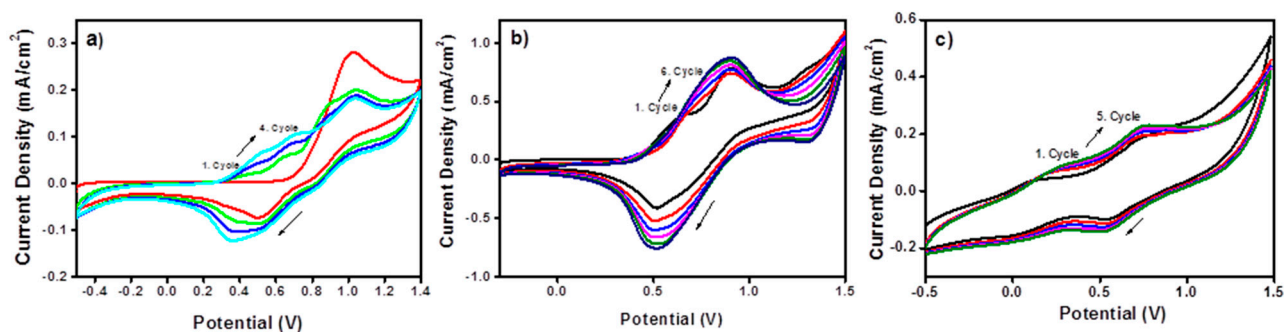 a)
Current Density (mA/cm²)
0.3
0.2
0.1
0.0
-0.1
-0.2
4. Cycle
1. Cycle
-0.4 -0.2 0.0 0.2 0.4 0.6 0.8 1.0 1.2 1.4
Potential (V)
b)
Current Density (mA/cm²)
1.0
0.5
0.0
-0.5
-1.0
6. Cycle
1. Cycle
0.0 0.5 1.0 1.5
Potential (V)
c)
Current Density (mA/cm²)
0.6
0.4
0.2
0.0
-0.2
5. Cycle
1. Cycle
-0.5 0.0 0.5 1.0 1.5
Potential (V)